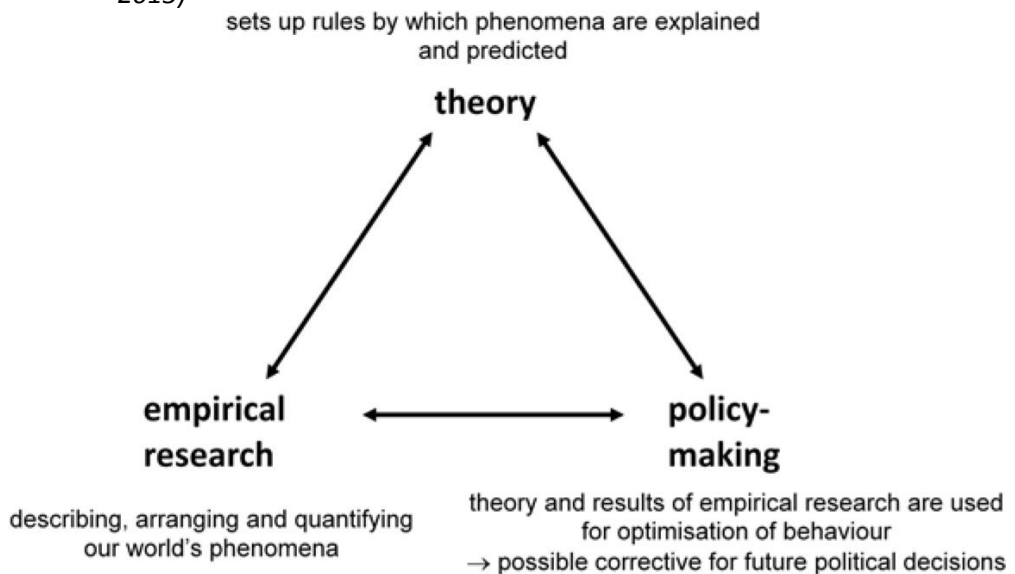 2015)
sets up rules by which phenomena are explained
and predicted
theory
empirical
research
policy-
making
describing, arranging and quantifying
our world's phenomena
theory and results of empirical research are used
for optimisation of behaviour
→ possible corrective for future political decisions